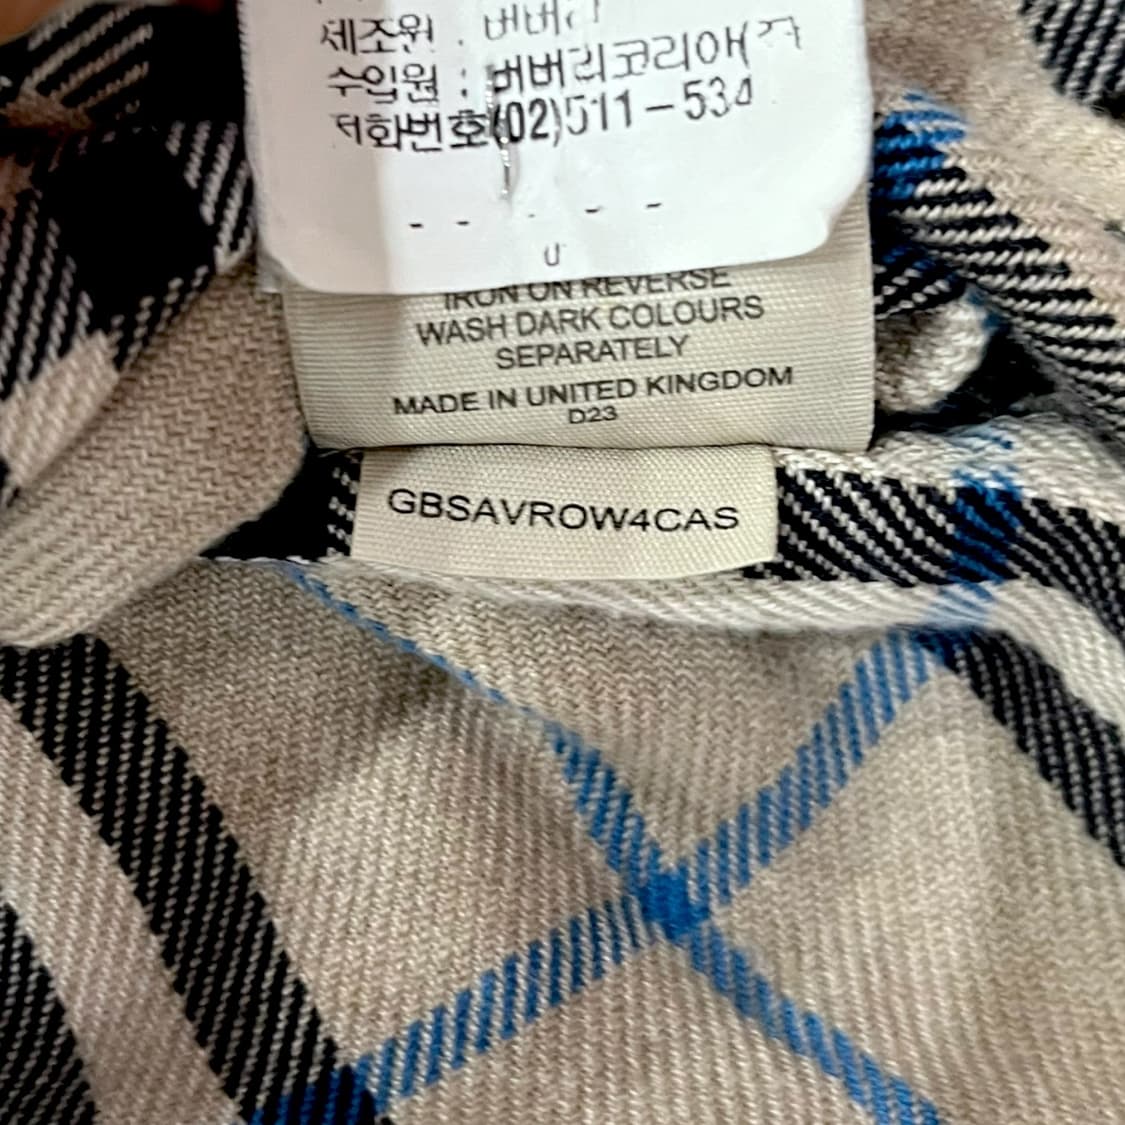 제조원 : 버버리
수입원 : 버버리코리아
전화번호(02)511-534
IRON ON REVERSE
WASH DARK COLOURS
SEPARATELY
MADE IN UNITED KINGDOM
D23
GBSAVROW4CAS